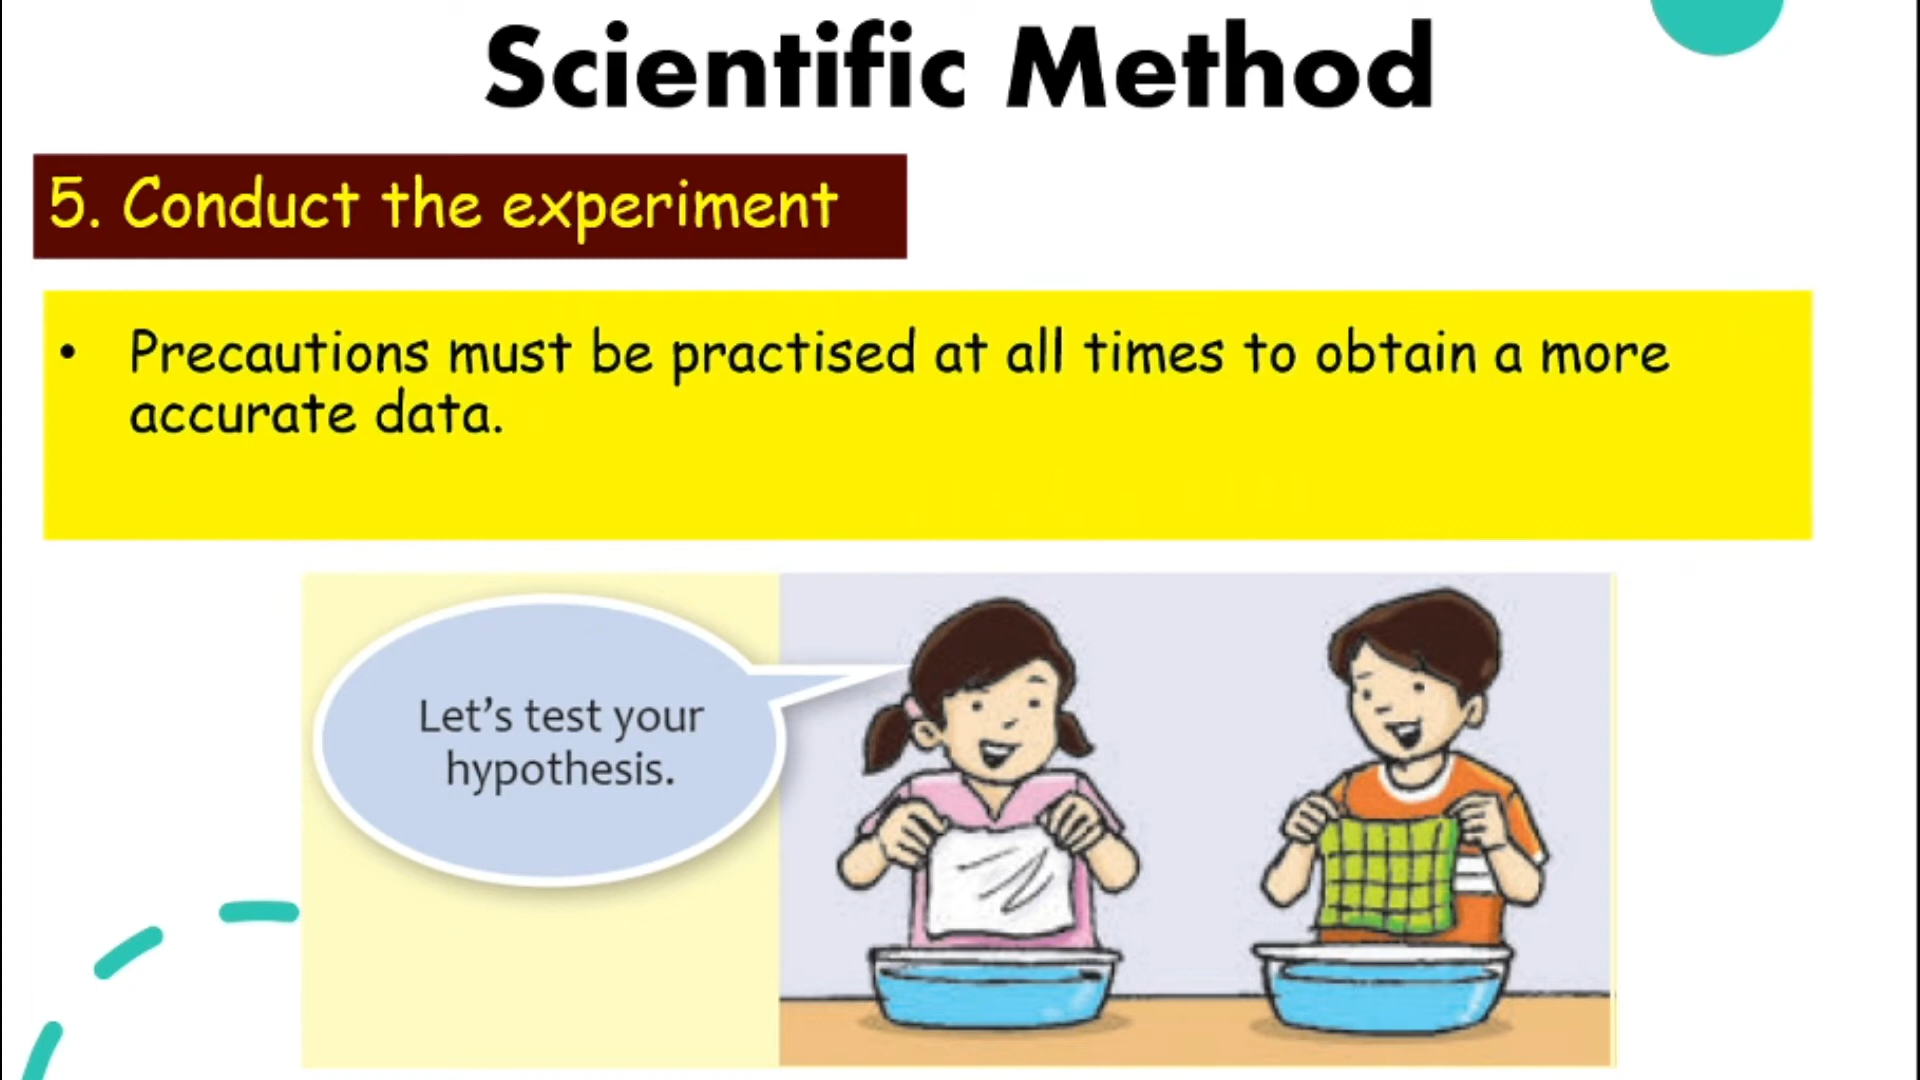 Scientific Method
5. Conduct the experiment
• Precautions must be practised at all times to obtain a more
accurate data.
Let's test your
hypothesis.